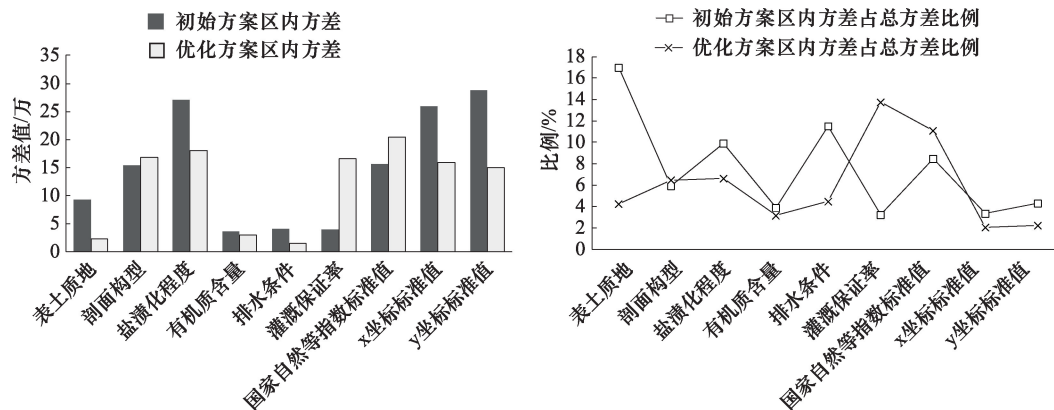 初始方案区内方差
优化方案区内方差
方差值/万
35
30
25
20
15
10
5
0
表土质地
剖面构型
盐渍化程度
有机质含量
排水条件
灌溉保证率
国家自然等指数标准值
x坐标标准值
y坐标标准值
初始方案区内方差占总方差比例
优化方案区内方差占总方差比例
比例/%
18
16
14
12
10
8
6
4
2
0
表土质地
剖面构型
盐渍化程度
有机质含量
排水条件
灌溉保证率
国家自然等指数标准值
x坐标标准值
y坐标标准值